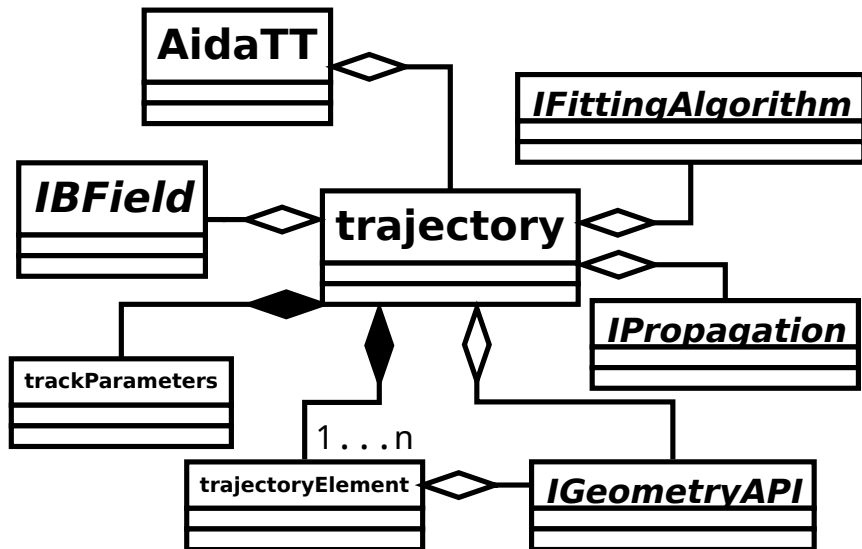 AidaTT
IFittingAlgorithm
IBField
trajectory
IPropagation
trackParameters
1...n
trajectoryElement
IGeometryAPI